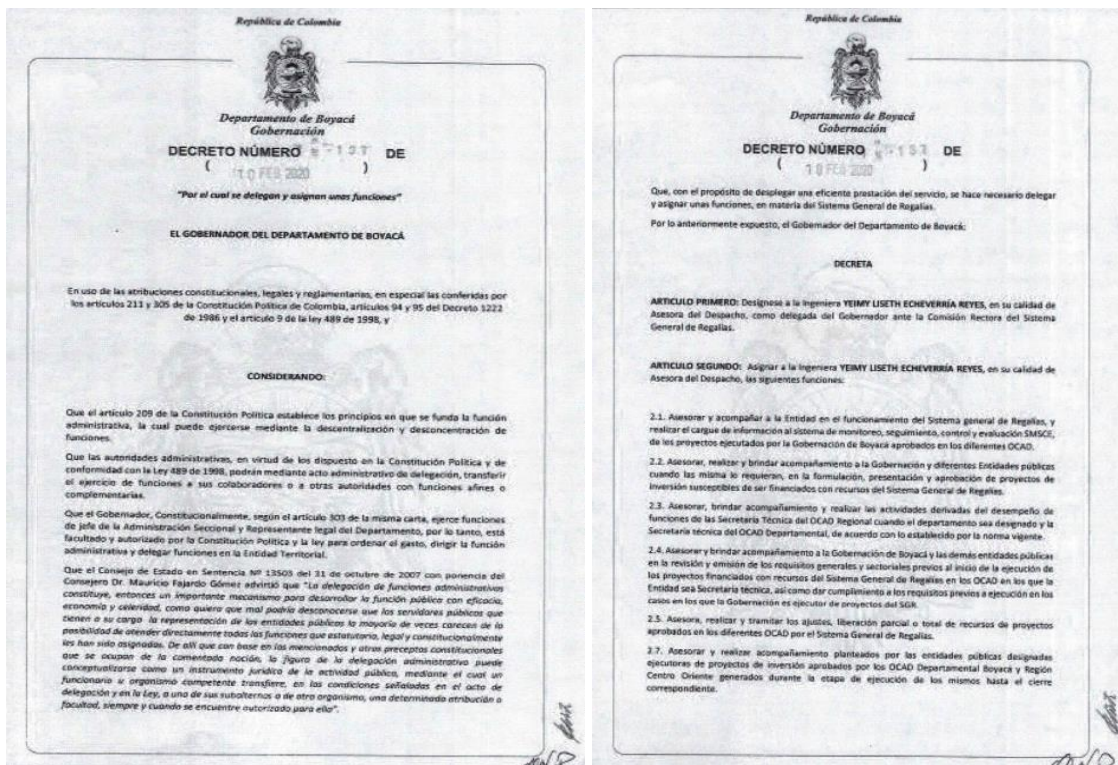 República de Colombia
Departamento de Boyacá
Gobernación
DECRETO NÚMERO DE
( 10 FEB 2020 )
"Por el cual se delegan y asignan unas funciones"
EL GOBERNADOR DEL DEPARTAMENTO DE BOYACÁ
En uso de las atribuciones constitucionales, legales y reglamentarias, en especial las conferidas por
los artículos 211 y 305 de la Constitución Política de Colombia, artículos 94 y 95 del Decreto 1222
de 1986 y el artículo 9 de la ley 489 de 1998, y
CONSIDERANDO:
Que el artículo 209 de la Constitución Política establece los principios en que se funda la función
administrativa, la cual puede ejercerse mediante la descentralización y desconcentración de
funciones.
Que las autoridades administrativas, en virtud de los dispuesto en la Constitución Política y de
conformidad con la Ley 489 de 1998, podrán mediante acto administrativo de delegación, transferir
el ejercicio de funciones a sus colaboradores o a otras autoridades con funciones afines o
complementarias.
Que el Gobernador, Constitucionalmente, según el artículo 303 de la misma carta, ejerce funciones
de jefe de la Administración Seccional y Representante legal del Departamento, por lo tanto, está
facultado y autorizado por la Constitución Política y la ley para ordenar el gasto, dirigir la función
administrativa y delegar funciones en la Entidad Territorial.
Que el Consejo de Estado en Sentencia Nº 13503 del 31 de octubre de 2007 con ponencia del
Consejero Dr. Mauricio Fajardo Gómez advirtió que "La delegación de funciones administrativas
constituye, entonces un importante mecanismo para desarrollar la función pública con eficacia,
economía y celeridad, como quiera que mal podría desconocerse que los servidores públicos que
tienen a su cargo la representación de las entidades públicas la mayoría de veces carecen de la
posibilidad de atender directamente todas las funciones que estatutaria, legal y constitucionalmente
les han sido asignadas. De allí que con base en los mencionados y otros preceptos constitucionales
que se ocupan de la comentada noción, la figura de la delegación administrativa puede
conceptualizarse como un instrumento jurídico de la actividad pública, mediante el cual un
funcionario u organismo competente transfiere, en las condiciones señaladas en el acto de
delegación y en la Ley, a uno de sus subalternos o a otro organismo, una determinada atribución o
facultad, siempre y cuando se encuentre autorizado para ello".
República de Colombia
Departamento de Boyacá
Gobernación
DECRETO NÚMERO DE
( 10 FEB 2020 )
Que, con el propósito de desplegar una eficiente prestación del servicio, se hace necesario delegar
y asignar unas funciones, en materia del Sistema General de Regalías.
Por lo anteriormente expuesto, el Gobernador del Departamento de Boyacá:
DECRETA
ARTICULO PRIMERO: Desígnese a la Ingeniera YEIMY LISETH ECHEVERRÍA REYES, en su calidad de
Asesora del Despacho, como delegada del Gobernador ante la Comisión Rectora del Sistema
General de Regalías.
ARTICULO SEGUNDO: Asignar a la Ingeniera YEIMY LISETH ECHEVERRÍA REYES, en su calidad de
Asesora del Despacho, las siguientes funciones:
2.1. Asesorar y acompañar a la Entidad en el funcionamiento del Sistema general de Regalías, y
realizar el cargue de información al sistema de monitoreo, seguimiento, control y evaluación SMSCE,
de los proyectos ejecutados por la Gobernación de Boyacá aprobados en los diferentes OCAD.
2.2. Asesorar, realizar y brindar acompañamiento a la Gobernación y diferentes Entidades públicas
cuando las misma lo requieran, en la formulación, presentación y aprobación de proyectos de
inversión susceptibles de ser financiados con recursos del Sistema General de Regalías.
2.3. Asesorar, brindar acompañamiento y realizar las actividades derivadas del desempeño de
funciones de las Secretaría Técnica del OCAD Regional cuando el departamento sea designado y la
Secretaría técnica del OCAD Departamental, de acuerdo con lo establecido por la norma vigente.
2.4. Asesorar y brindar acompañamiento a la Gobernación de Boyacá y las demás entidades públicas
en la revisión y emisión de los requisitos generales y sectoriales previos al inicio de la ejecución de
los proyectos financiados con recursos del Sistema General de Regalías en los OCAD en los que la
Entidad sea Secretaría técnica, así como dar cumplimiento a los requisitos previos a ejecución en los
casos en los que la Gobernación es ejecutor de proyectos del SGR.
2.5. Asesora, realizar y tramitar los ajustes, liberación parcial o total de recursos de proyectos
aprobados en los diferentes OCAD por el Sistema General de Regalías.
2.7. Asesorar y realizar acompañamiento planteados por las entidades públicas designadas
ejecutoras de proyectos de inversión aprobados por los OCAD Departamental Boyacá y Región
Centro Oriente generados durante la etapa de ejecución de los mismos hasta el cierre
correspondiente.